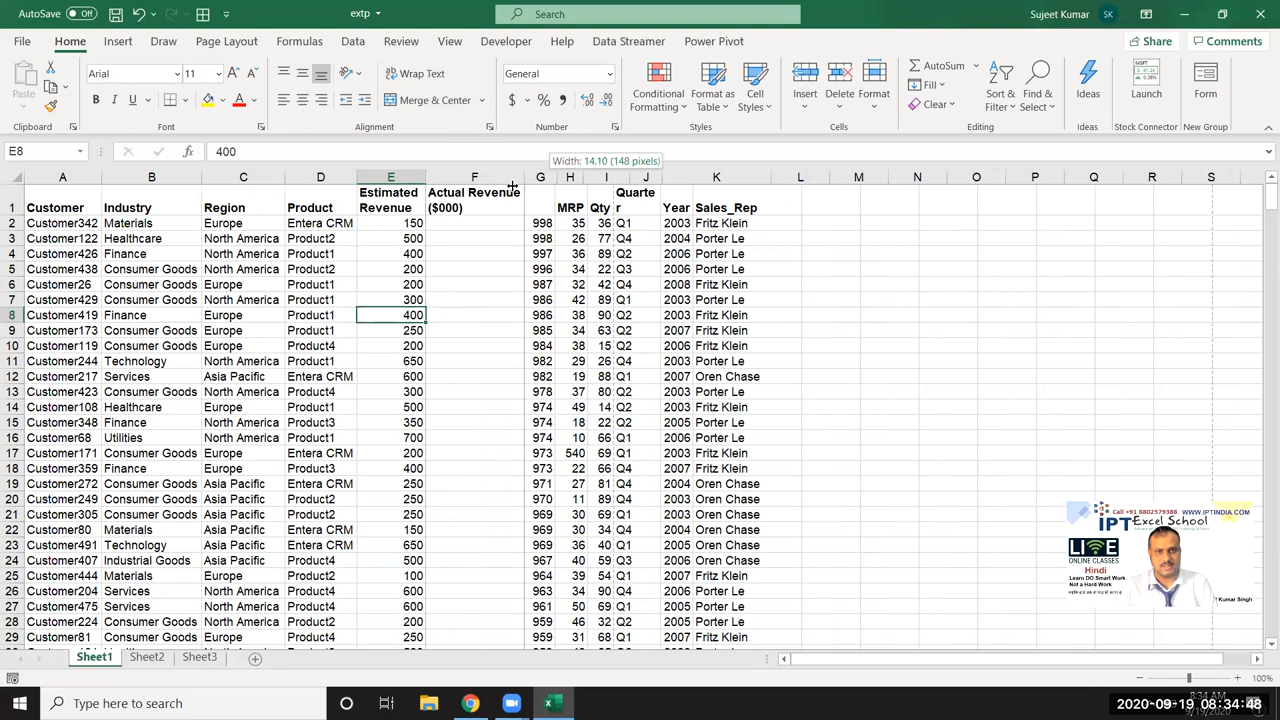 AutoSave Off extp Search Sujeet Kumar SK
File Home Insert Draw Page Layout Formulas Data Review View Developer Help Data Streamer Power Pivot Share Comments
Arial 11 Wrap Text General AutoSum
Paste Conditional Format as Cell Insert Delete Format Fill Sort & Find & Ideas Launch Form
B I U Merge & Center $ % Formatting Table Styles Clear Filter Select
Clipboard Font Alignment Number Styles Cells Editing Ideas Stock Connector New Group
E8 fx 400
Width: 14.10 (148 pixels)
A B C D E F G H I J K L M N O P Q R S
Estimated Actual Revenue Quarte
1 Customer Industry Region Product Revenue ($000) MRP Qty r Year Sales_Rep
2 Customer342 Materials Europe Entera CRM 150 998 35 36 Q1 2003 Fritz Klein
3 Customer122 Healthcare North America Product2 500 998 26 77 Q4 2004 Porter Le
4 Customer426 Finance North America Product1 400 997 36 89 Q2 2006 Porter Le
5 Customer438 Consumer Goods North America Product2 200 996 34 22 Q3 2006 Porter Le
6 Customer26 Consumer Goods Europe Product1 200 987 32 42 Q4 2008 Fritz Klein
7 Customer429 Consumer Goods North America Product1 300 986 42 89 Q1 2003 Porter Le
8 Customer419 Finance Europe Product1 400 986 38 90 Q2 2003 Fritz Klein
9 Customer173 Consumer Goods Europe Product1 250 985 34 63 Q2 2007 Fritz Klein
10 Customer119 Consumer Goods Europe Product4 200 984 38 15 Q2 2006 Fritz Klein
11 Customer244 Technology North America Product1 650 982 29 26 Q4 2003 Porter Le
12 Customer217 Services Asia Pacific Entera CRM 600 982 19 88 Q1 2007 Oren Chase
13 Customer423 Consumer Goods North America Product4 300 978 37 80 Q2 2006 Porter Le
14 Customer108 Healthcare Europe Product1 500 974 49 14 Q2 2003 Fritz Klein
15 Customer348 Finance North America Product3 350 974 18 22 Q2 2005 Porter Le
16 Customer68 Utilities North America Product1 700 974 10 66 Q1 2006 Porter Le
17 Customer171 Consumer Goods Europe Entera CRM 200 973 540 69 Q1 2003 Fritz Klein
18 Customer359 Finance Europe Product3 400 973 22 66 Q4 2007 Fritz Klein
19 Customer272 Consumer Goods Asia Pacific Entera CRM 250 971 27 81 Q4 2004 Oren Chase
20 Customer249 Consumer Goods Asia Pacific Product2 250 970 11 89 Q4 2003 Oren Chase
21 Customer305 Consumer Goods Asia Pacific Product2 250 969 30 69 Q1 2003 Oren Chase
22 Customer80 Materials Asia Pacific Entera CRM 150 969 30 34 Q4 2004 Oren Chase
23 Customer491 Technology Asia Pacific Entera CRM 650 969 36 40 Q1 2005 Oren Chase
24 Customer407 Industrial Goods Asia Pacific Product4 500 967 40 59 Q3 2006 Oren Chase
25 Customer444 Materials Europe Product2 100 964 39 54 Q1 2007 Fritz Klein
26 Customer204 Services North America Product4 600 963 34 90 Q4 2006 Porter Le
27 Customer475 Services North America Product2 600 961 50 69 Q1 2005 Porter Le
28 Customer224 Consumer Goods North America Product2 200 959 46 32 Q2 2006 Porter Le
29 Customer81 Consumer Goods Europe Product4 250 959 31 68 Q1 2007 Fritz Klein
Call +91 8802579388 WWW.IPTINDIA.COM
IPT Excel School
LIVE
ONLINE CLASSES
Hindi
Learn DO Smart Work
Not a Hard Work
Kumar Singh
Sheet1 Sheet2 Sheet3
100%
Type here to search
2020-09-19 08:34:48